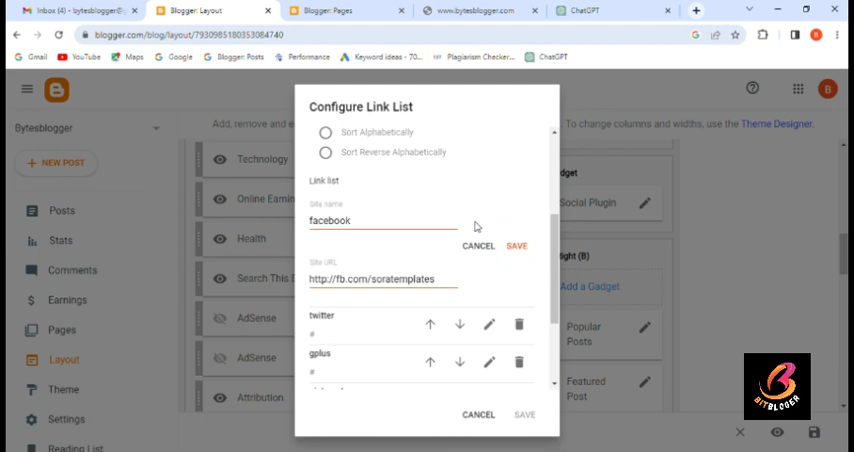 Inbox (4) - bytesblogger@g
Blogger: Layout
Blogger: Pages
www.bytesblogger.com
ChatGPT
blogger.com/blog/layout/7930985180353084740
Gmail
YouTube
Maps
Google
Blogger: Posts
Performance
Keyword ideas - 70...
Plagiarism Checker...
ChatGPT
B
Configure Link List
Bytesblogger
Add, remove and e
To change columns and widths, use the Theme Designer.
Sort Alphabetically
Sort Reverse Alphabetically
NEW POST
Technology
Online Earnin
Health
Search This B
AdSense
AdSense
Attribution
Link list
Site name
facebook
CANCEL
SAVE
Site URL
http://fb.com/soratemplates
twitter
#
gplus
#
CANCEL
SAVE
Posts
Stats
Comments
Earnings
Pages
Layout
Theme
Settings
Reading List
dget
Social Plugin
light (B)
Add a Gadget
Popular
Posts
Featured
Post
BITBLOGER